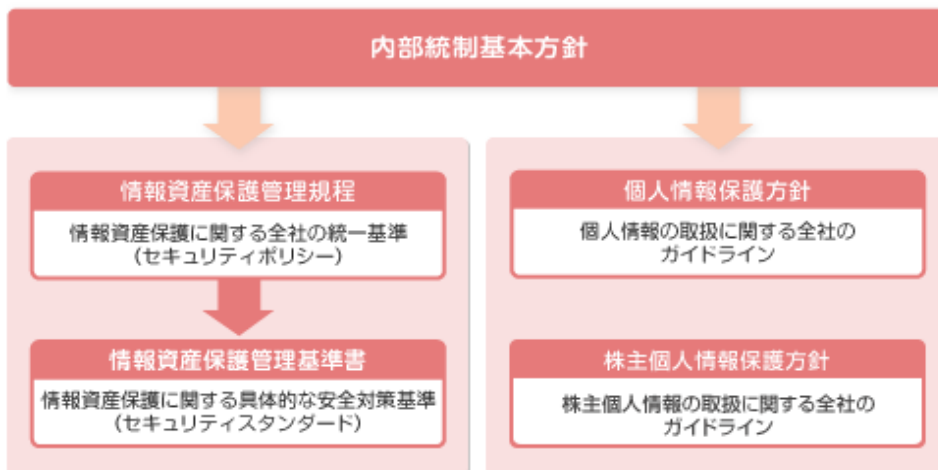 内部統制基本方針
情報資産保護管理規程
情報資産保護に関する全社の統一基準
（セキュリティポリシー）
情報資産保護管理基準書
情報資産保護に関する具体的な安全対策基準
（セキュリティスタンダード）
個人情報保護方針
個人情報の取扱に関する全社の
ガイドライン
株主個人情報保護方針
株主個人情報の取扱に関する全社の
ガイドライン